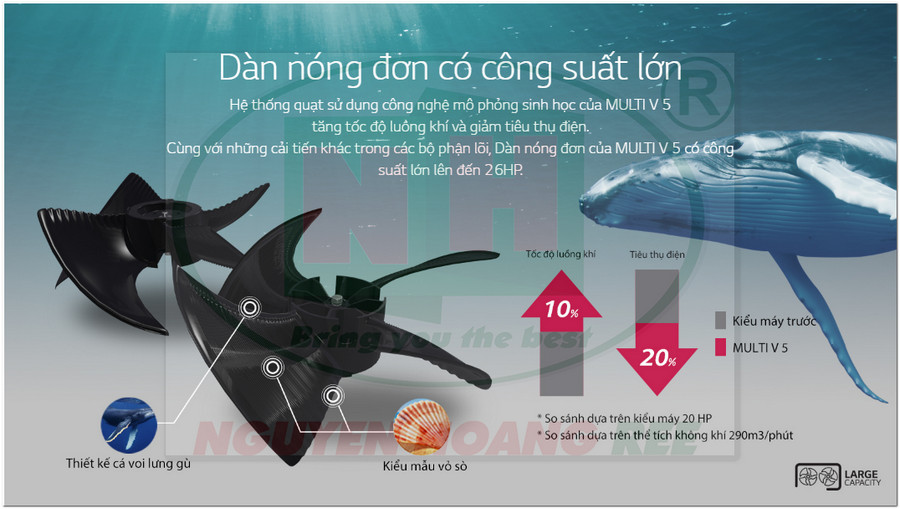 Dàn nóng đơn có công suất lớn
Hệ thống quạt sử dụng công nghệ mô phỏng sinh học của MULTI V 5
tăng tốc độ luồng khí và giảm tiêu thụ điện.
Cùng với những cải tiến khác trong các bộ phận lõi, Dàn nóng đơn của MULTI V 5 có công
suất lớn lên đến 26HP.
®
NH
Bring you the best
NGUYEN HOANG REE
Tốc độ luồng khí
Tiêu thụ điện
10%
20%
Kiểu máy trước
MULTI V 5
* So sánh dựa trên kiểu máy 20 HP
* So sánh dựa trên thể tích không khí 290m3/phút
Thiết kế cá voi lưng gù
Kiểu mẫu vỏ sò
LARGE
CAPACITY